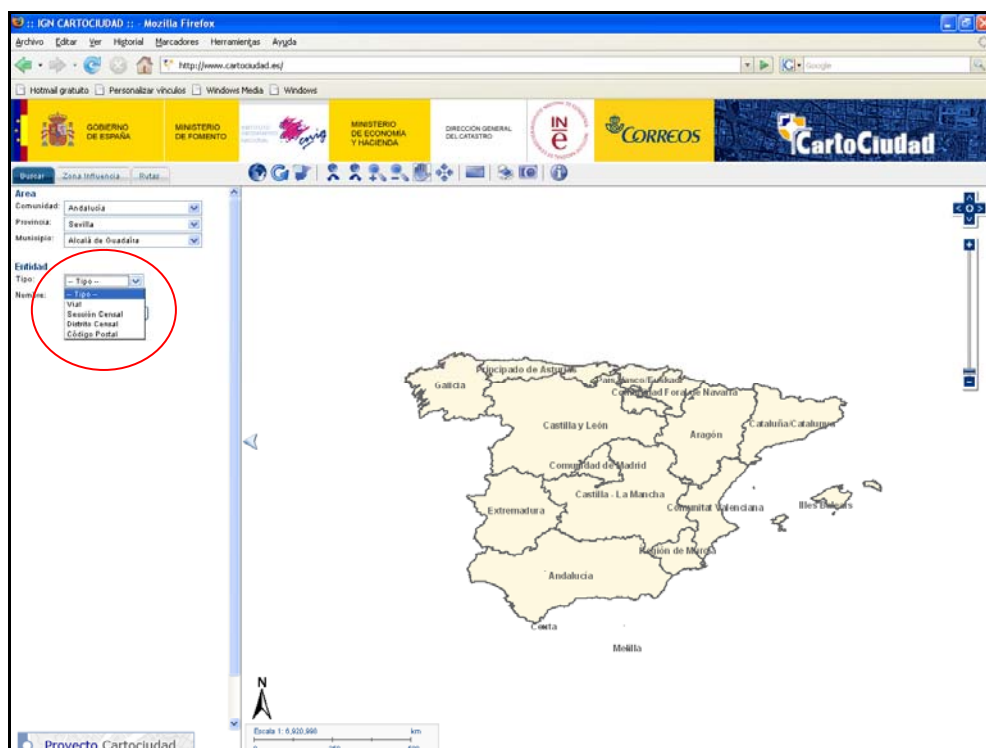 :: IGN CARTOCIUDAD :: - Mozilla Firefox
Archivo Editar Ver Historial Marcadores Herramientas Ayuda
http://www.cartociudad.es/
Google
Hotmail gratuito Personalizar vínculos Windows Media Windows
GOBIERNO DE ESPAÑA
MINISTERIO DE FOMENTO
cnig
MINISTERIO DE ECONOMÍA Y HACIENDA
DIRECCIÓN GENERAL DEL CATASTRO
INe
CORREOS
CartoCiudad
Buscar Zona Influencia Rutas
Area
Comunidad: Andalucía
Provincia: Sevilla
Municipio: Alcalá de Guadaíra
Entidad
Tipo: -- Tipo --
Nombre: -- Tipo --
Vial
Sección Censal
Distrito Censal
Código Postal
Principado de Asturias
Galicia
País Vasco/Euskadi
Comunidad Foral de Navarra
Castilla y León
Cataluña/Catalunya
Aragón
Comunidad de Madrid
Castilla - La Mancha
Extremadura
Comunitat Valenciana
Illes Balears
Región de Murcia
Andalucía
Ceuta
Melilla
N
Escala 1: 6,920,998 km
0 250 500
Proyecto Cartociudad